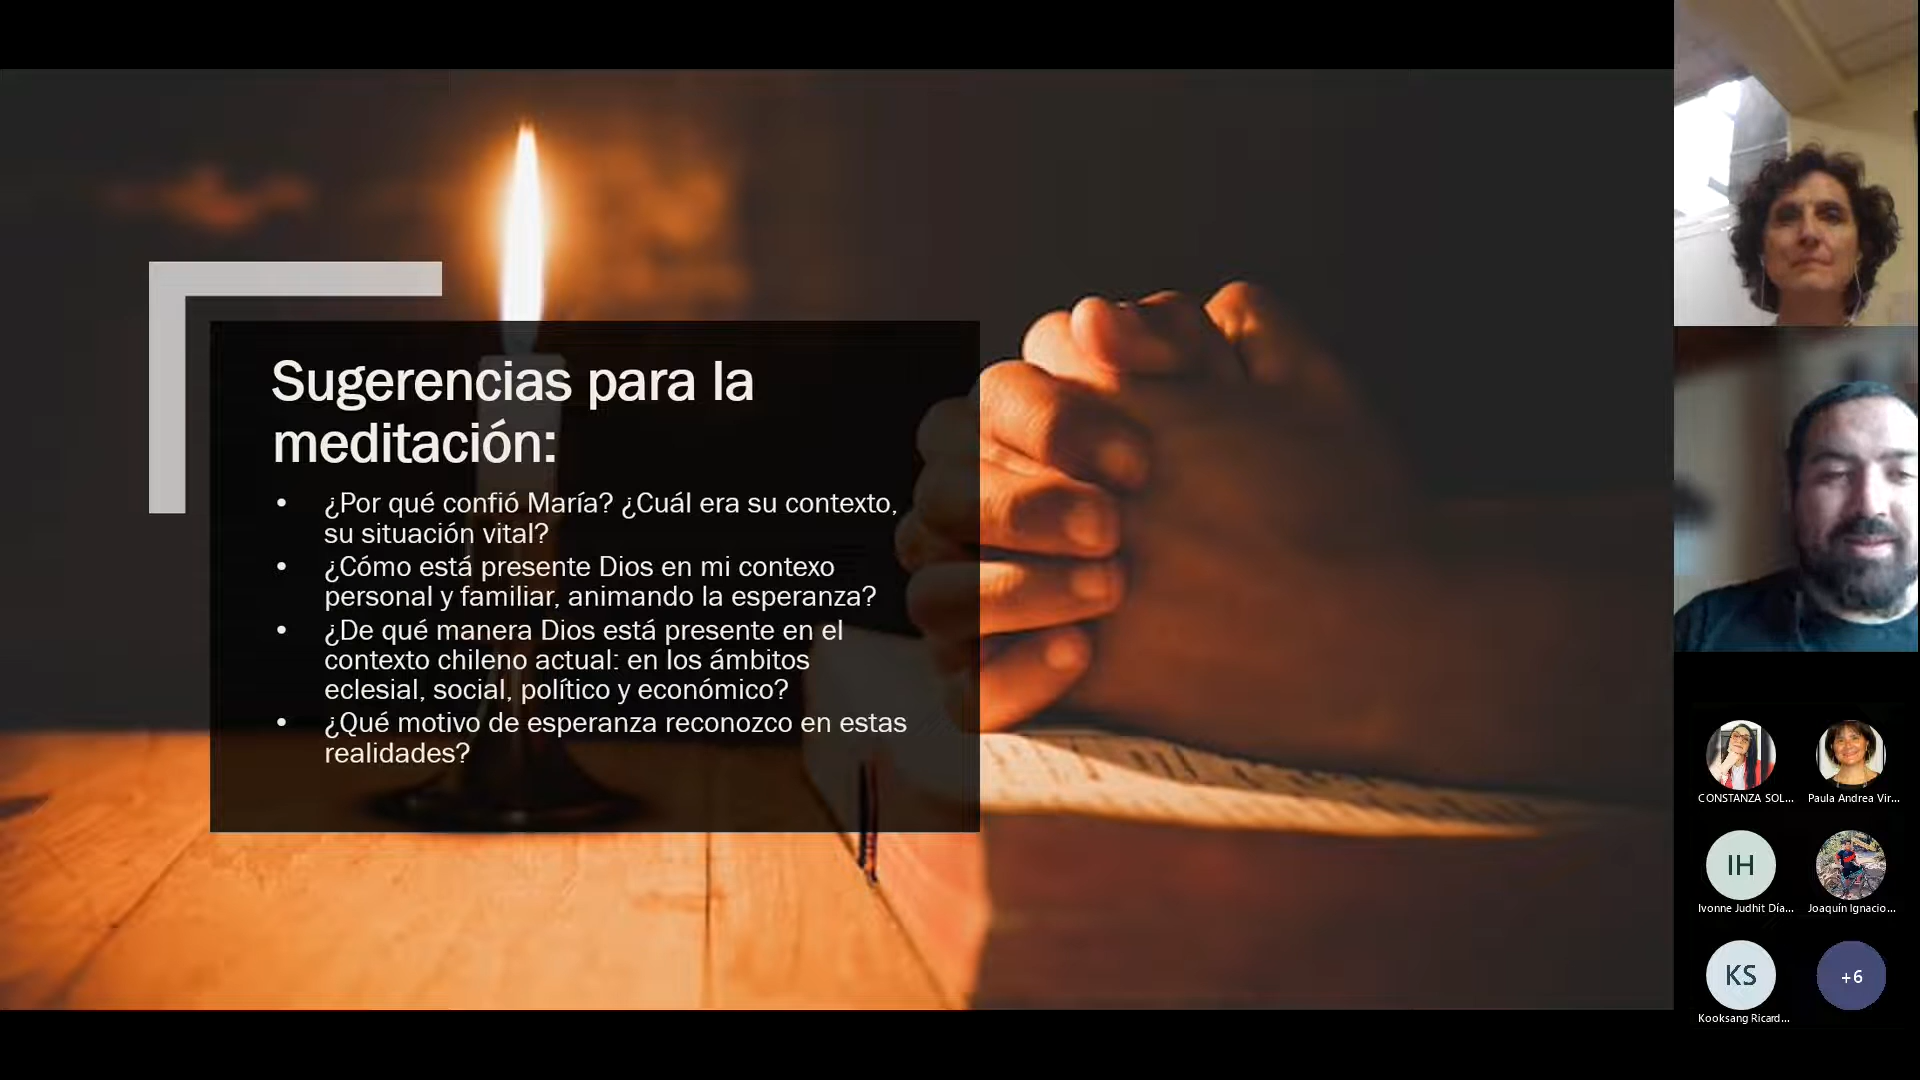 Sugerencias para la
meditación:
• ¿Por qué confió María? ¿Cuál era su contexto,
su situación vital?
• ¿Cómo está presente Dios en mi contexo
personal y familiar, animando la esperanza?
• ¿De qué manera Dios está presente en el
contexto chileno actual: en los ámbitos
eclesial, social, político y económico?
• ¿Qué motivo de esperanza reconozco en estas
realidades?
CONSTANZA SOL...
Paula Andrea Vir...
IH
Ivonne Judhit Día...
Joaquín Ignacio...
KS
Kooksang Ricard...
+6